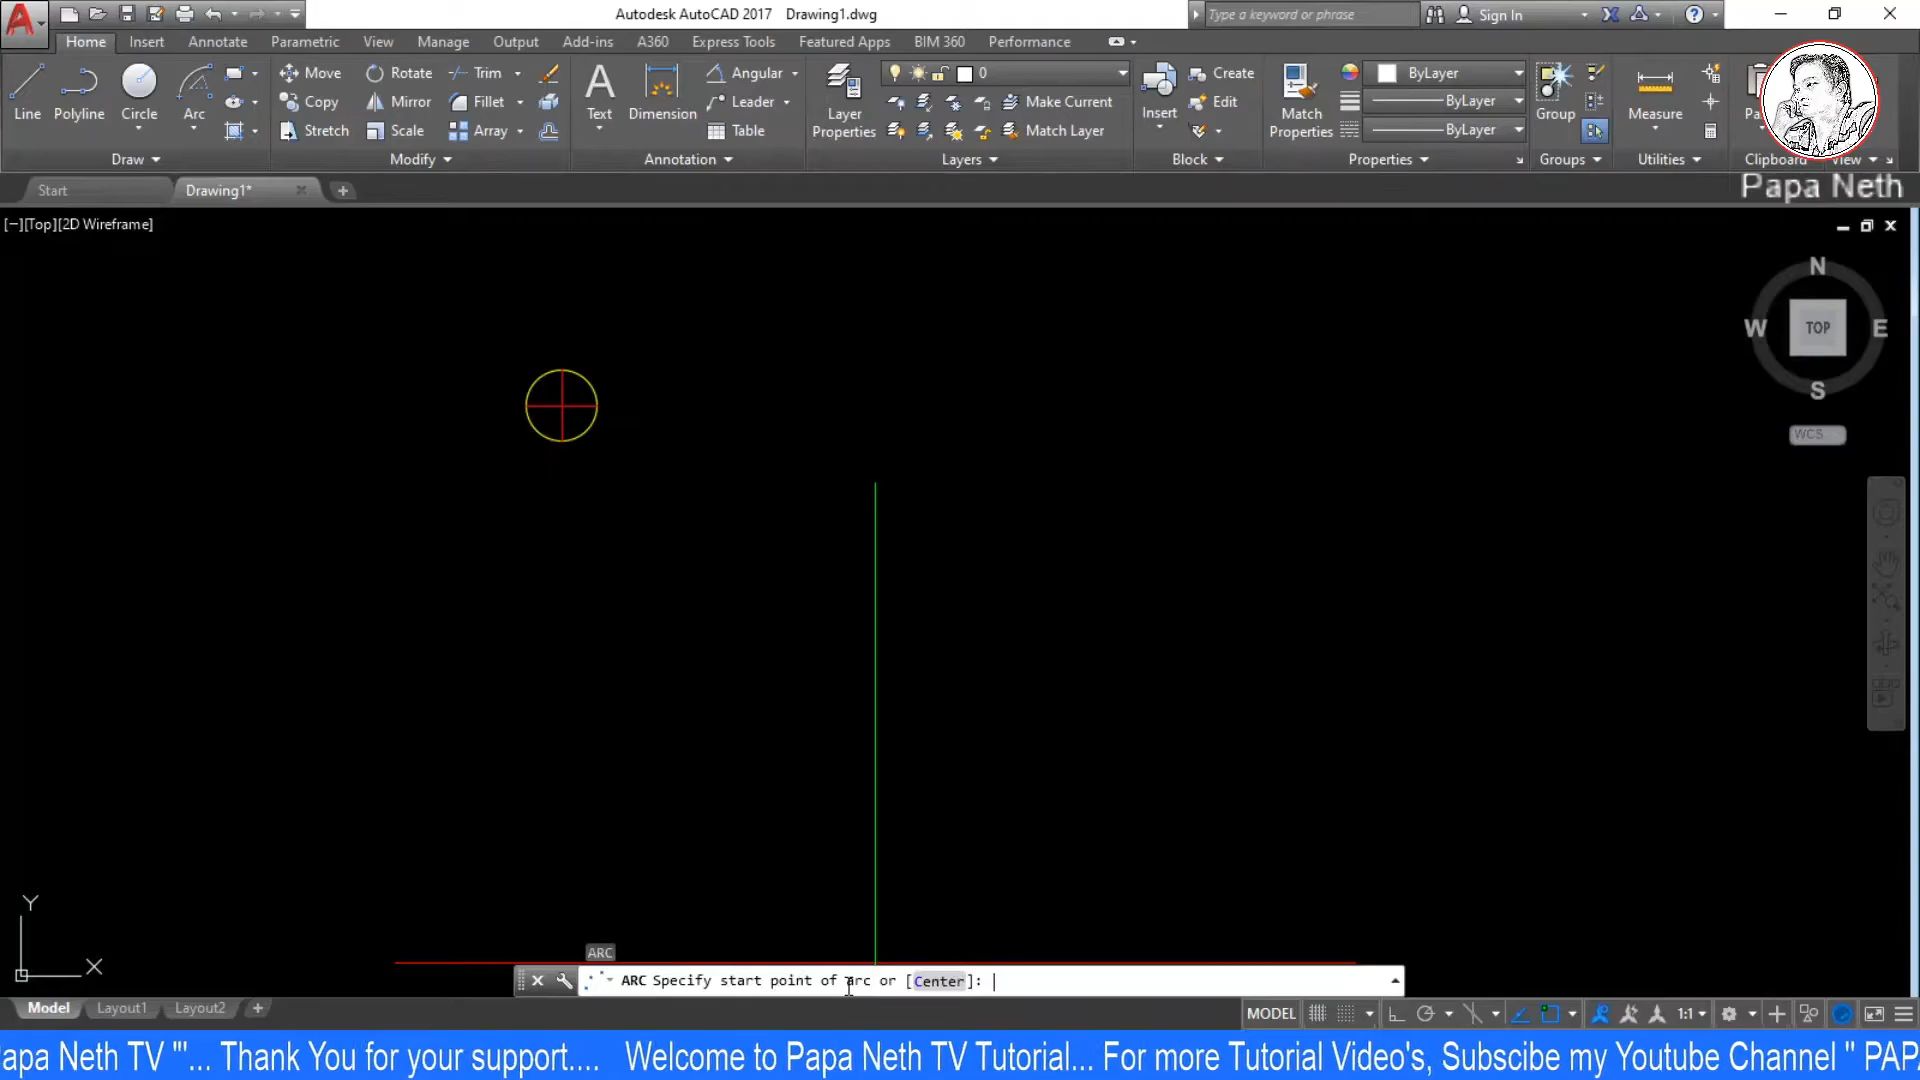 Autodesk AutoCAD 2017 Drawing1.dwg
Type a keyword or phrase
Sign In
Home Insert Annotate Parametric View Manage Output Add-ins A360 Express Tools Featured Apps BIM 360 Performance
Line Polyline Circle Arc
Draw
Move Rotate Trim
Copy Mirror Fillet
Stretch Scale Array
Modify
Text Dimension
Angular
Leader
Table
Annotation
Layer Properties
0
Make Current
Match Layer
Layers
Insert
Create
Edit
Block
Match Properties
ByLayer
ByLayer
ByLayer
Properties
Group
Groups
Measure
Utilities
Clipboard
View
Papa Neth
Start
Drawing1*
[−][Top][2D Wireframe]
N
W TOP E
S
WCS
Y
X
ARC
ARC Specify start point of arc or [Center]:
Model Layout1 Layout2
MODEL
1:1
Papa Neth TV "'... Thank You for your support.... Welcome to Papa Neth TV Tutorial... For more Tutorial Video's, Subscibe my Youtube Channel " PAP